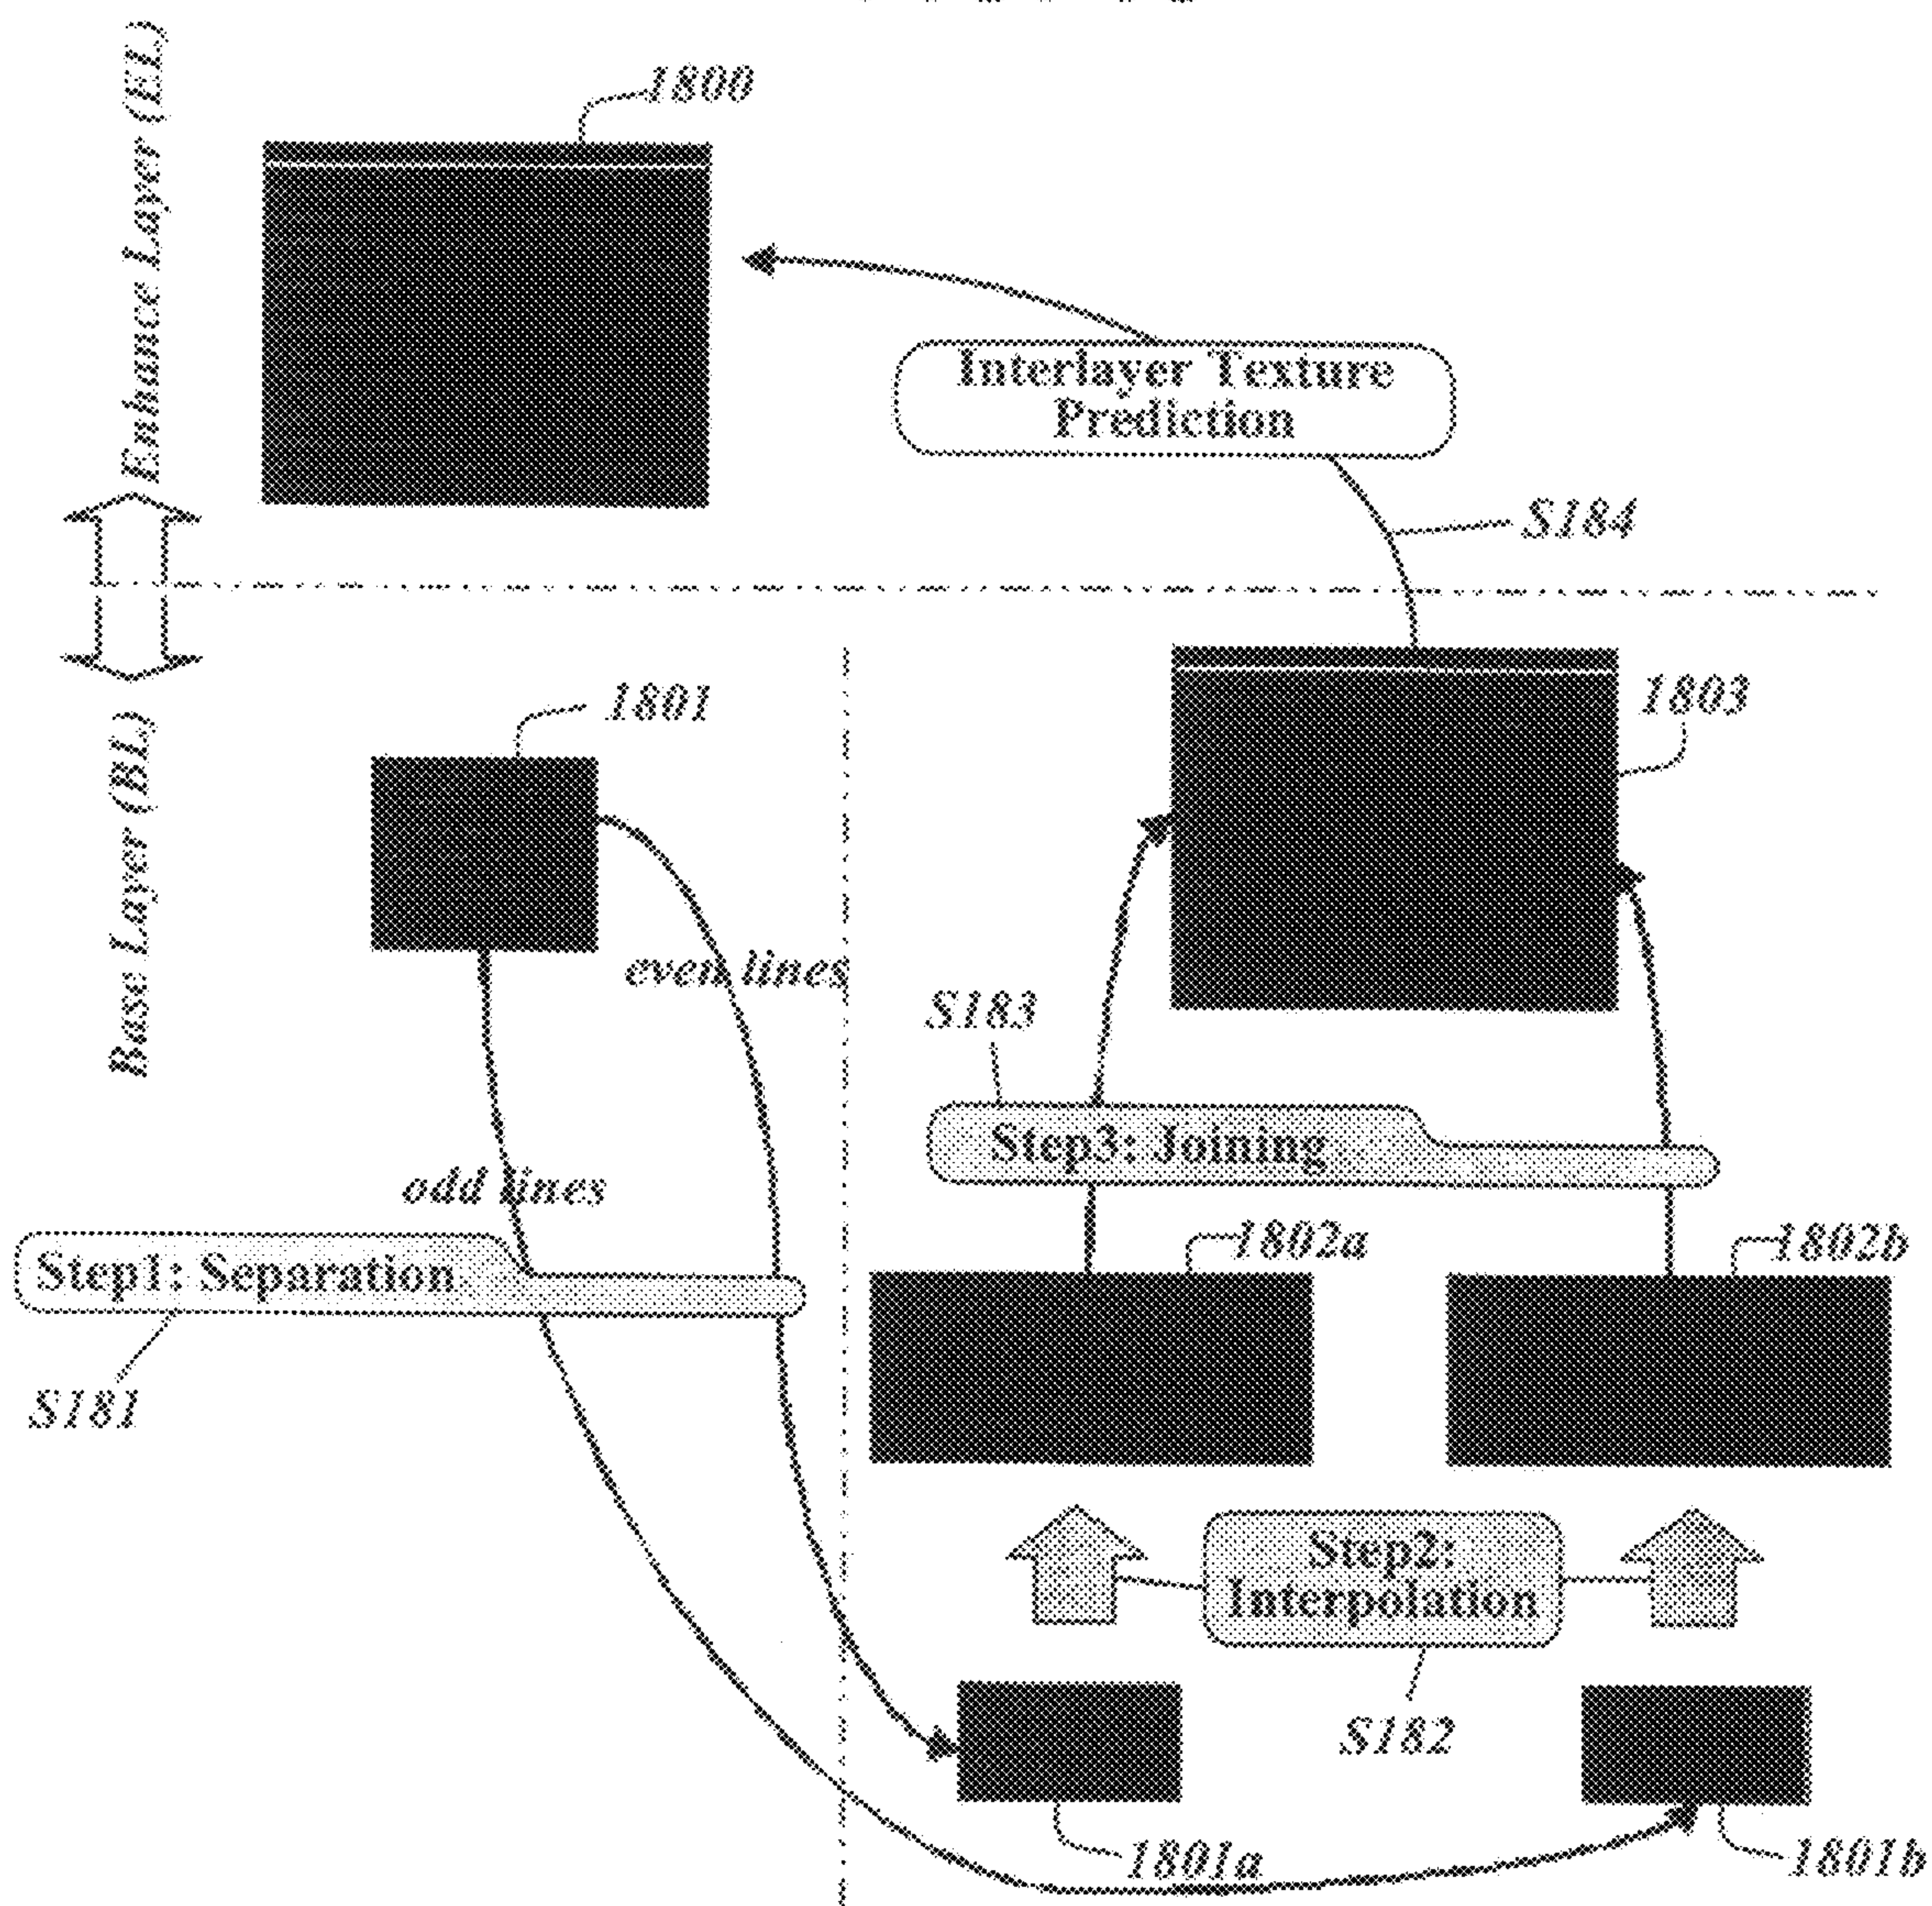 1800
Enhance Layer (EL)
Interlayer Texture
Prediction
S184
1801
1803
Base Layer (BL)
even lines
S183
Step3: Joining
odd lines
1802a
1802b
Step1: Separation
S181
Step2:
Interpolation
S182
1801a
1801b